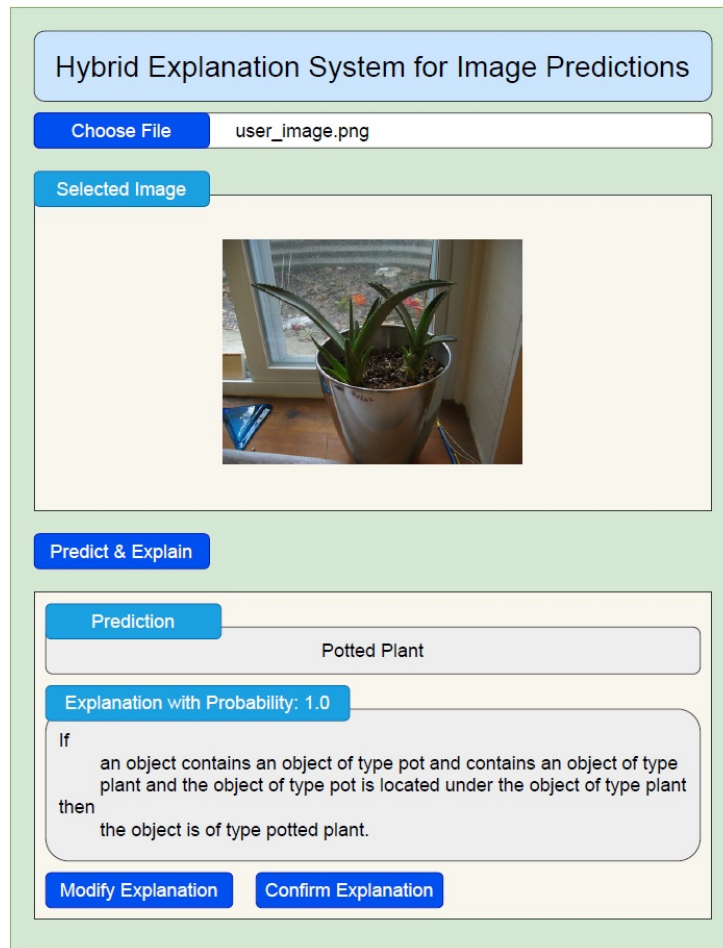 Hybrid Explanation System for Image Predictions
Choose File
user_image.png
Selected Image
Predict & Explain
Prediction
Potted Plant
Explanation with Probability: 1.0
If
an object contains an object of type pot and contains an object of type
plant and the object of type pot is located under the object of type plant
then
the object is of type potted plant.
Modify Explanation
Confirm Explanation